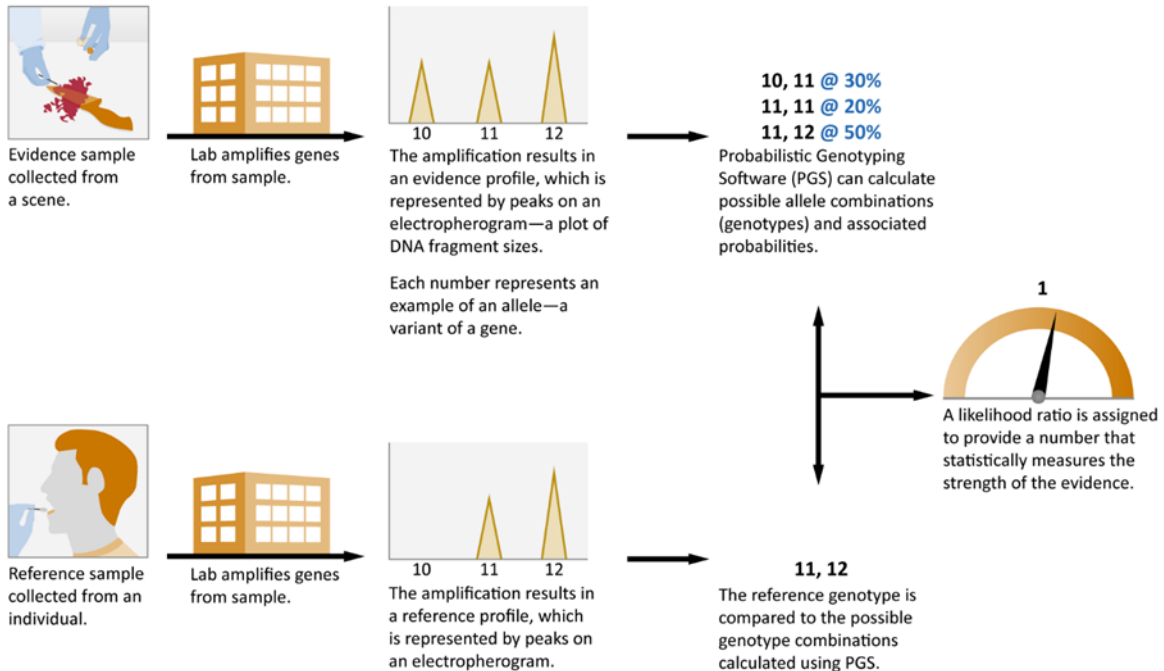 10, 11 @ 30%
11, 11 @ 20%
11, 12 @ 50%
10 11 12
Evidence sample
collected from
a scene.
Lab amplifies genes
from sample.
The amplification results in
an evidence profile, which is
represented by peaks on an
electropherogram—a plot of
DNA fragment sizes.
Each number represents an
example of an allele—a
variant of a gene.
Probabilistic Genotyping
Software (PGS) can calculate
possible allele combinations
(genotypes) and associated
probabilities.
1
A likelihood ratio is assigned
to provide a number that
statistically measures the
strength of the evidence.
10 11 12
Reference sample
collected from an
individual.
Lab amplifies genes
from sample.
The amplification results in
a reference profile, which
is represented by peaks on
an electropherogram.
11, 12
The reference genotype is
compared to the possible
genotype combinations
calculated using PGS.